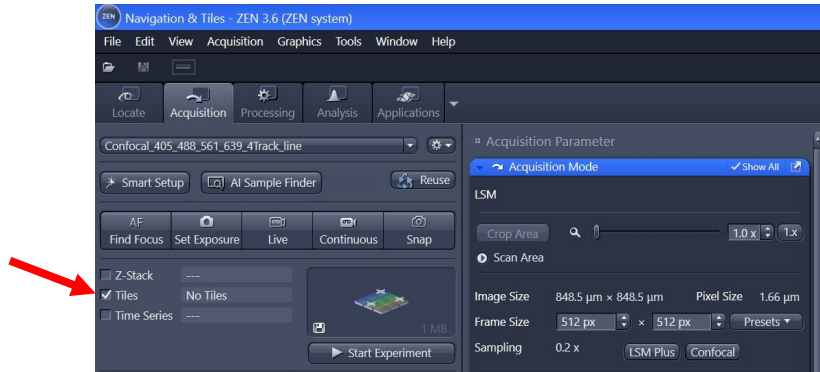 ZEN Navigation & Tiles - ZEN 3.6 (ZEN system)
File Edit View Acquisition Graphics Tools Window Help
Locate Acquisition Processing Analysis Applications
Confocal_405_488_561_639_4Track_line
Smart Setup AI Sample Finder Reuse
AF
Find Focus Set Exposure Live Continuous Snap
Z-Stack ---
Tiles No Tiles
Time Series ---
1 MB
Start Experiment
Acquisition Parameter
Acquisition Mode Show All
LSM
Crop Area 1.0 x 1.x
Scan Area
Image Size 848.5 µm × 848.5 µm Pixel Size 1.66 µm
Frame Size 512 px × 512 px Presets
Sampling 0.2 x LSM Plus Confocal